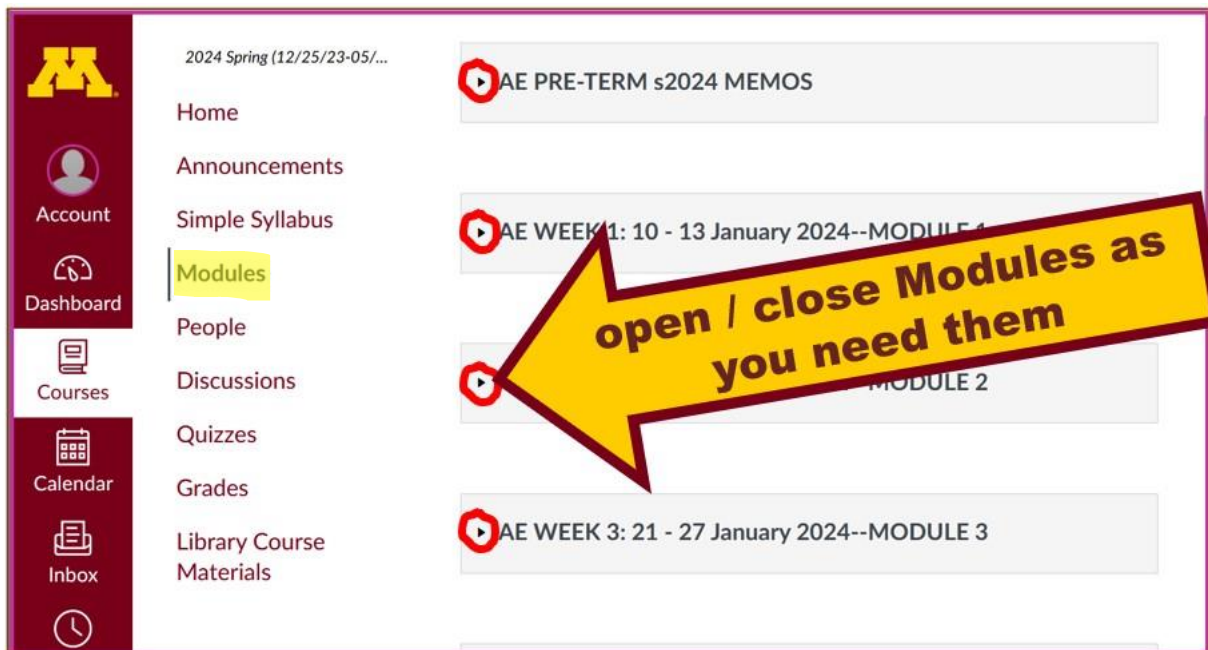 2024 Spring (12/25/23-05/...
Home
Announcements
Simple Syllabus
Modules
People
Discussions
Quizzes
Grades
Library Course
Materials
Account
Dashboard
Courses
Calendar
Inbox
AE PRE-TERM s2024 MEMOS
AE WEEK 1: 10 - 13 January 2024--MODULE 1
open / close Modules as
you need them
MODULE 2
AE WEEK 3: 21 - 27 January 2024--MODULE 3